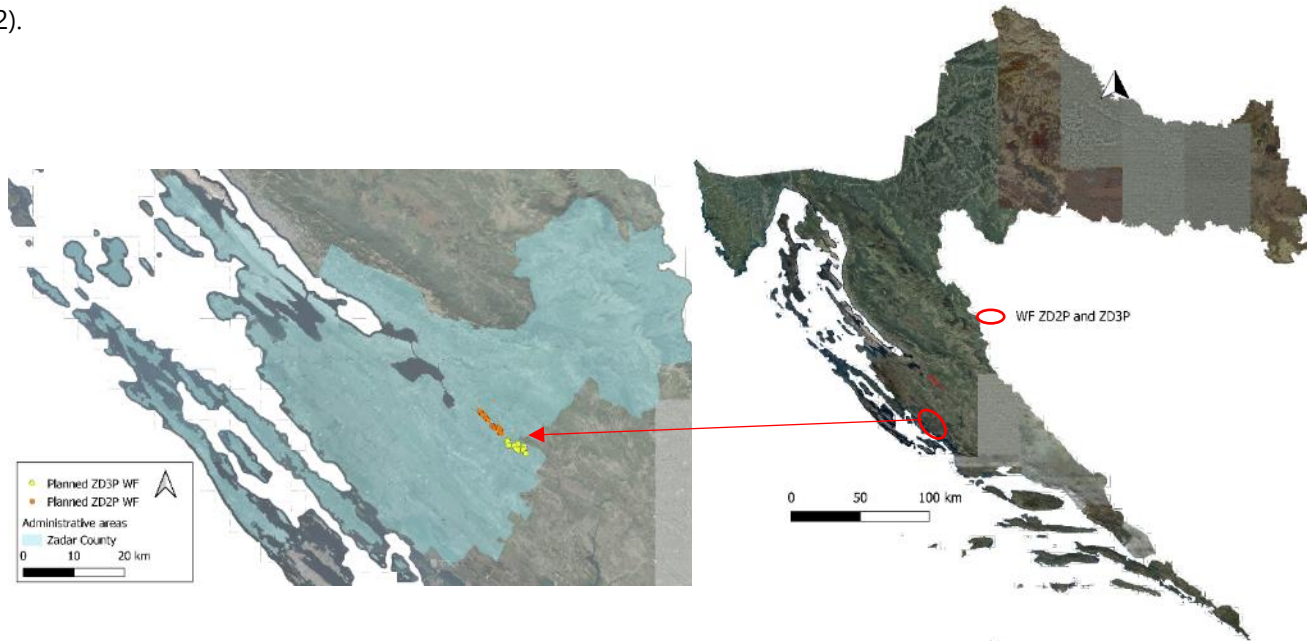 2).
WF ZD2P and ZD3P
0 50 100 km
Planned ZD3P WF
Planned ZD2P WF
Administrative areas
Zadar County
0 10 20 km